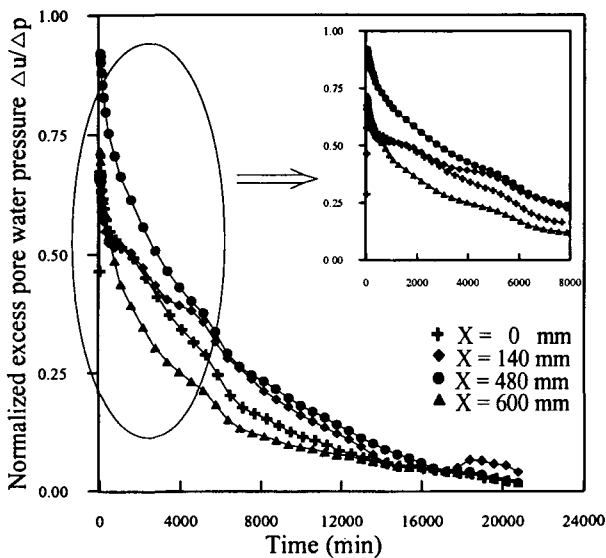 Normalized excess pore water pressure △u/△p
1.00
0.75
0.50
0.25
0.00
0 4000 8000 12000 16000 20000 24000
Time (min)
1.00
0.75
0.50
0.25
0.00
0 2000 4000 6000 8000
X = 0 mm
X = 140 mm
X = 480 mm
X = 600 mm